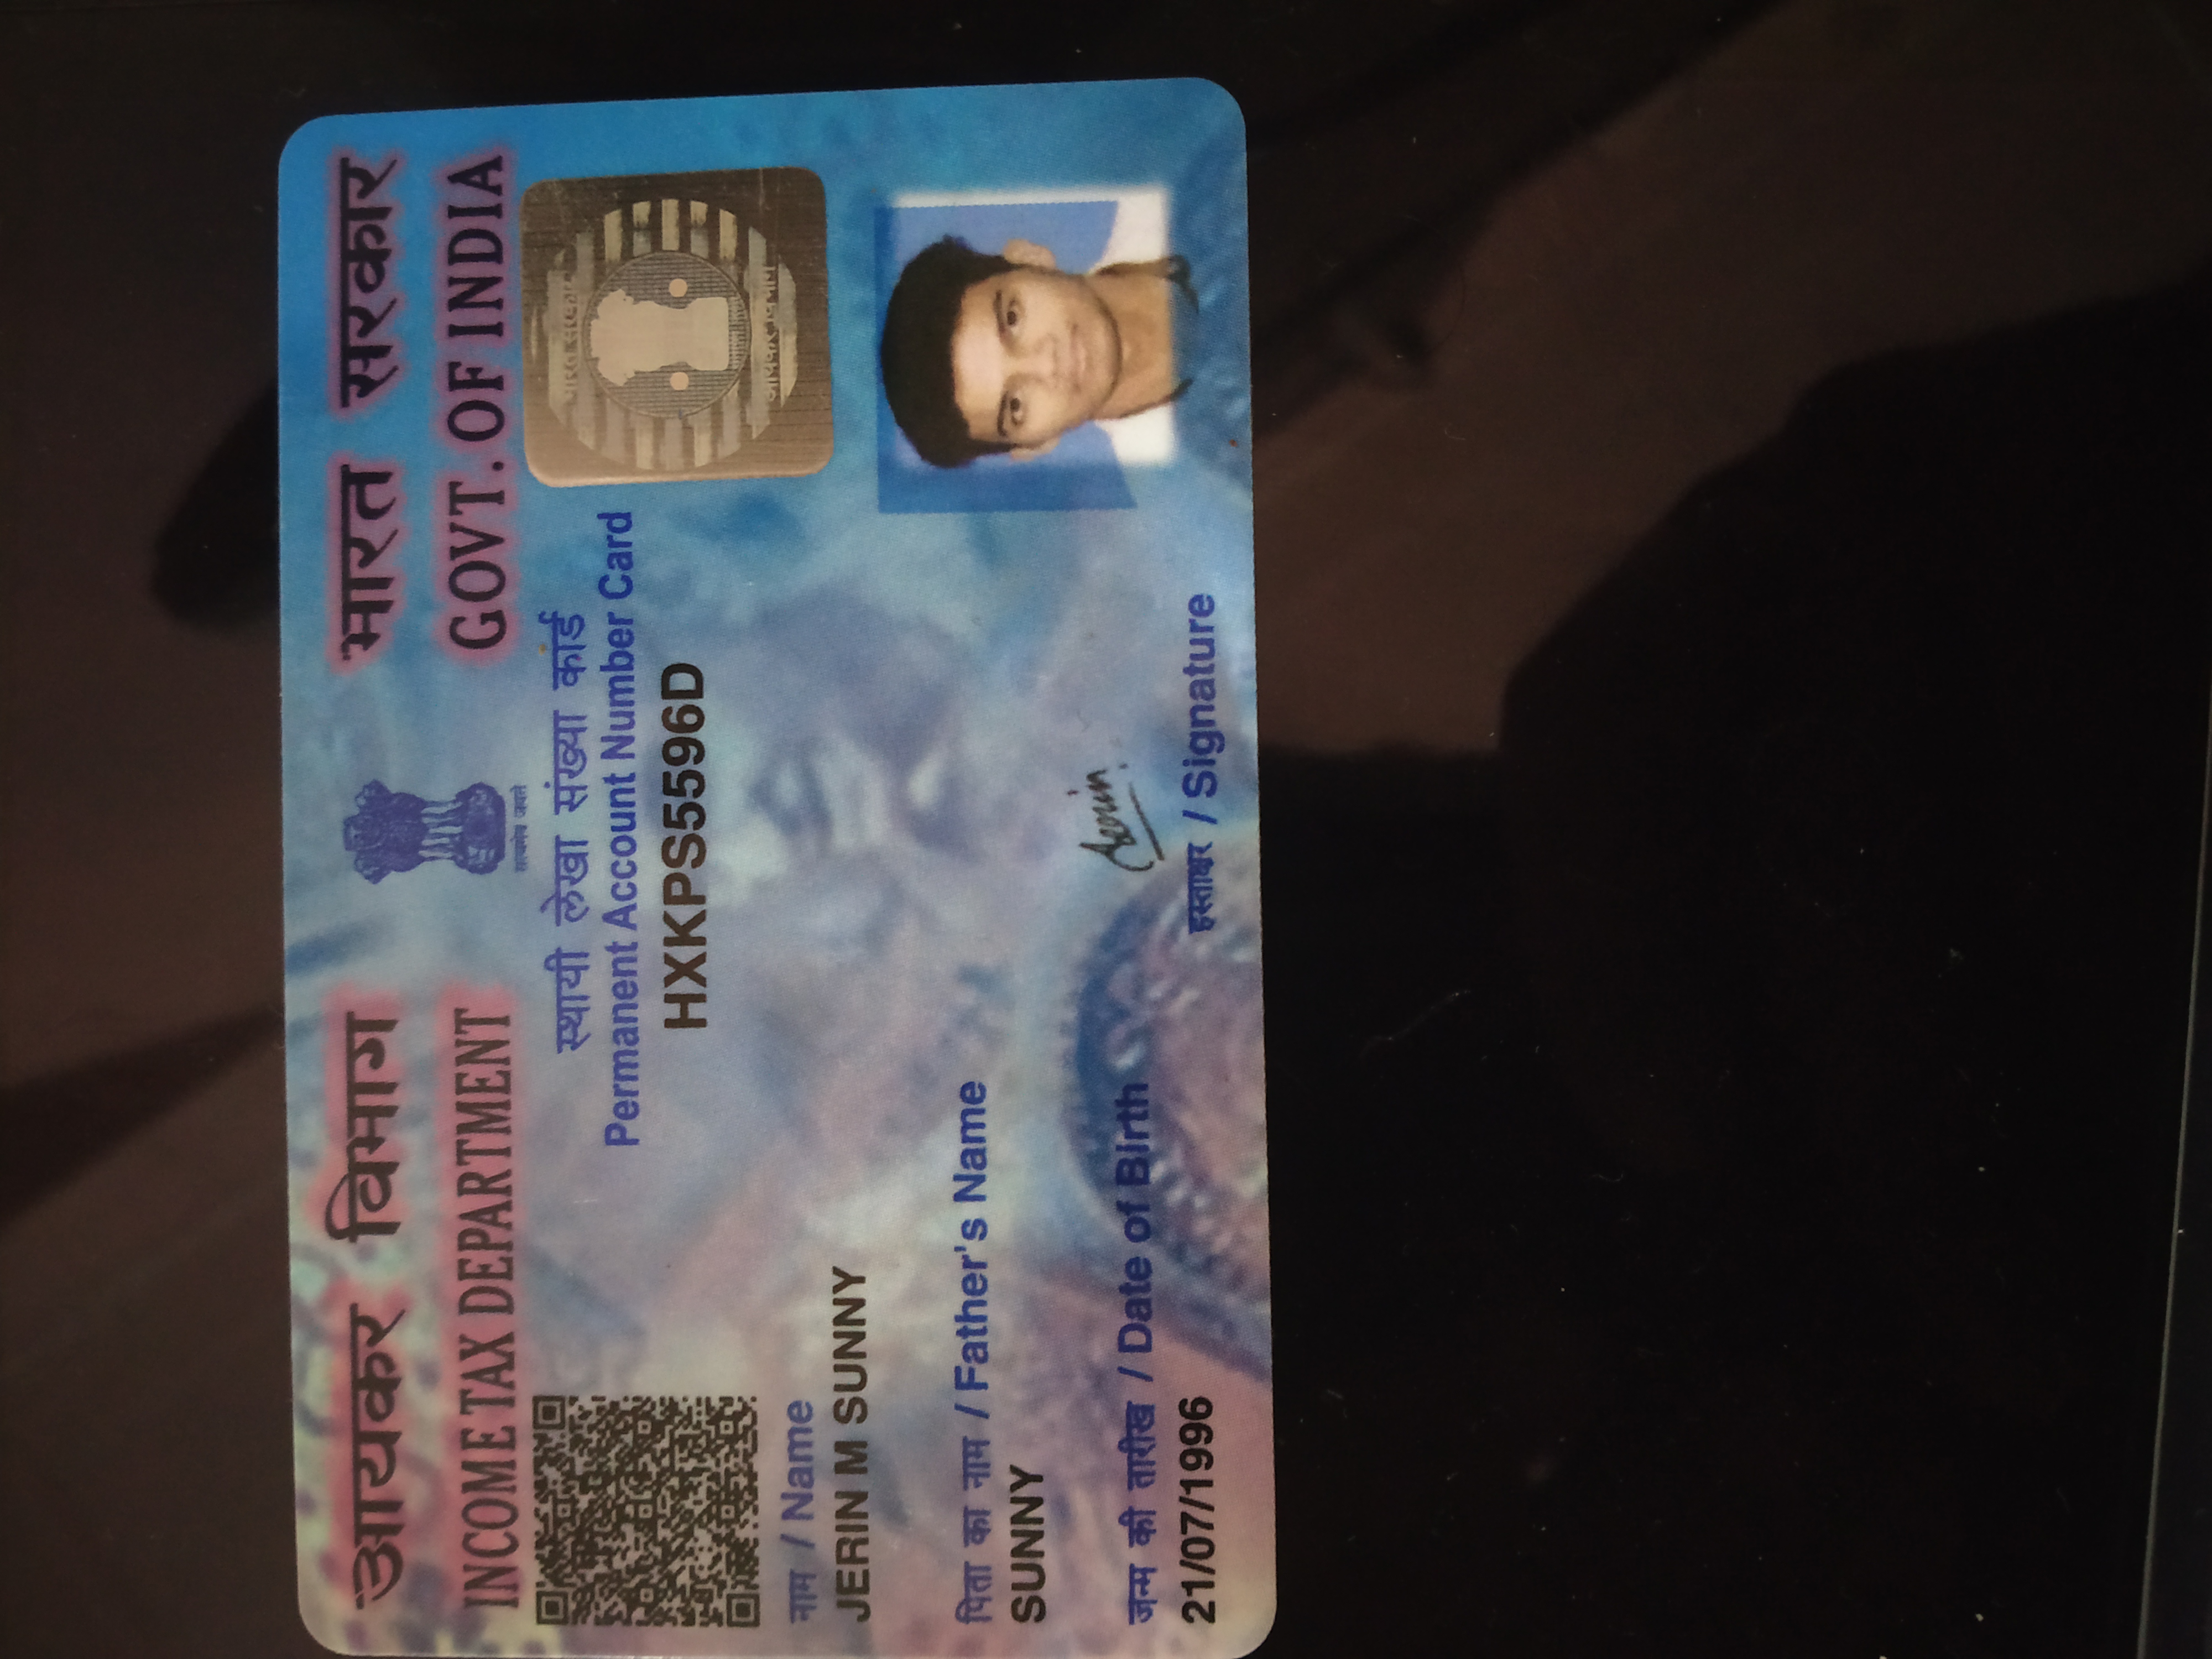 आयकर विभाग
INCOME TAX DEPARTMENT
सत्यमेव जयते
भारत सरकार
GOVT. OF INDIA
स्थायी लेखा संख्या कार्ड
Permanent Account Number Card
HXKPS5596D
भारत सरकार
आयकर विभाग
नाम / Name
JERIN M SUNNY
पिता का नाम / Father's Name
SUNNY
जन्म की तारीख / Date of Birth
21/07/1996
Jerin
हस्ताक्षर / Signature